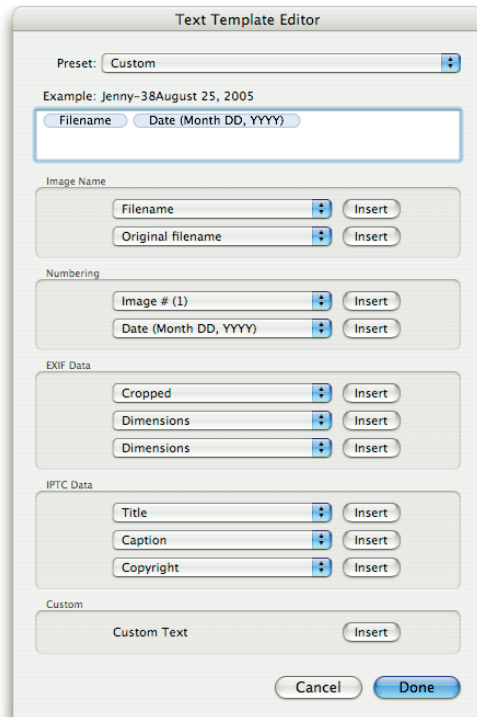 Text Template Editor
Preset: Custom
Example: Jenny-38August 25, 2005
Filename Date (Month DD, YYYY)
Image Name
Filename Insert
Original filename Insert
Numbering
Image # (1) Insert
Date (Month DD, YYYY) Insert
EXIF Data
Cropped Insert
Dimensions Insert
Dimensions Insert
IPTC Data
Title Insert
Caption Insert
Copyright Insert
Custom
Custom Text Insert
Cancel Done